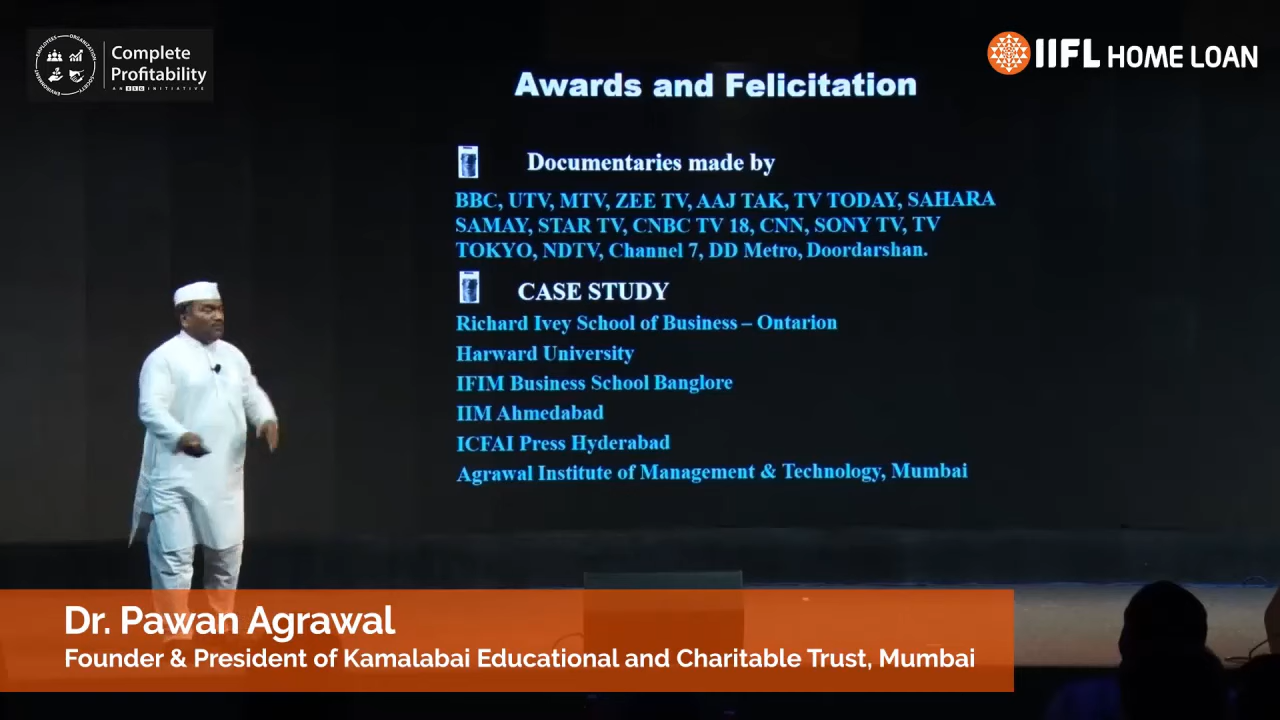 Complete
Profitability
AN ESG INITIATIVE
IIFL HOME LOAN
Awards and Felicitation
Documentaries made by
BBC, UTV, MTV, ZEE TV, AAJ TAK, TV TODAY, SAHARA
SAMAY, STAR TV, CNBC TV 18, CNN, SONY TV, TV
TOKYO, NDTV, Channel 7, DD Metro, Doordarshan.
CASE STUDY
Richard Ivey School of Business – Ontarion
Harward University
IFIM Business School Banglore
IIM Ahmedabad
ICFAI Press Hyderabad
Agrawal Institute of Management & Technology, Mumbai
Dr. Pawan Agrawal
Founder & President of Kamalabai Educational and Charitable Trust, Mumbai